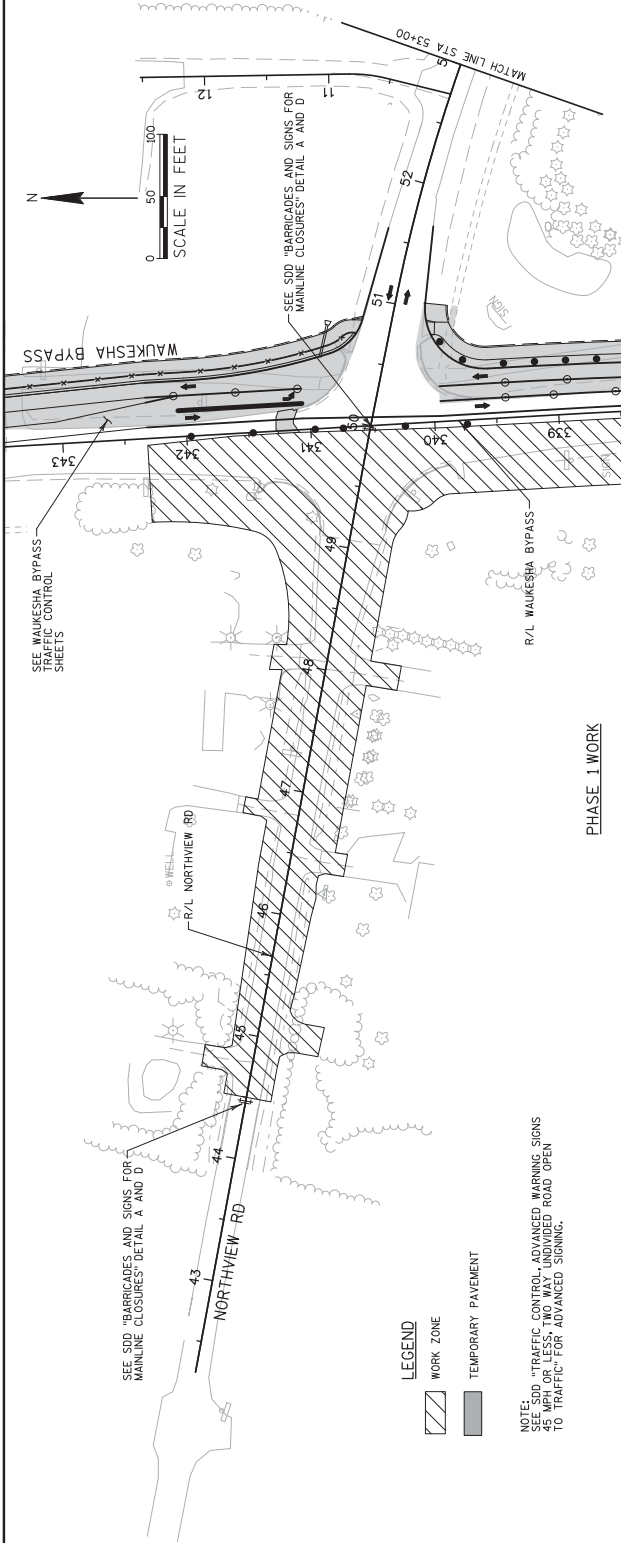 SEE SDD "BARRICADES AND SIGNS FOR
MAINLINE CLOSURES" DETAIL A AND D
NORTHVIEW RD
43
44
45
46
47
48
49
50
51
52
5
R/L NORTHVIEW RD
WELL
SEE WAUKESHA BYPASS
TRAFFIC CONTROL
SHEETS
343
342
341
340
339
WAUKESHA BYPASS
R/L WAUKESHA BYPASS
SIGN
SIGN
SEE SDD "BARRICADES AND SIGNS FOR
MAINLINE CLOSURES" DETAIL A AND D
N
0 50 100
SCALE IN FEET
12
11
MATCH LINE STA 53+00
LEGEND
WORK ZONE
TEMPORARY PAVEMENT
NOTE:
SEE SDD "TRAFFIC CONTROL, ADVANCED WARNING SIGNS
45 MPH OR LESS, TWO WAY UNDIVIDED ROAD OPEN
TO TRAFFIC" FOR ADVANCED SIGNING.
PHASE 1 WORK